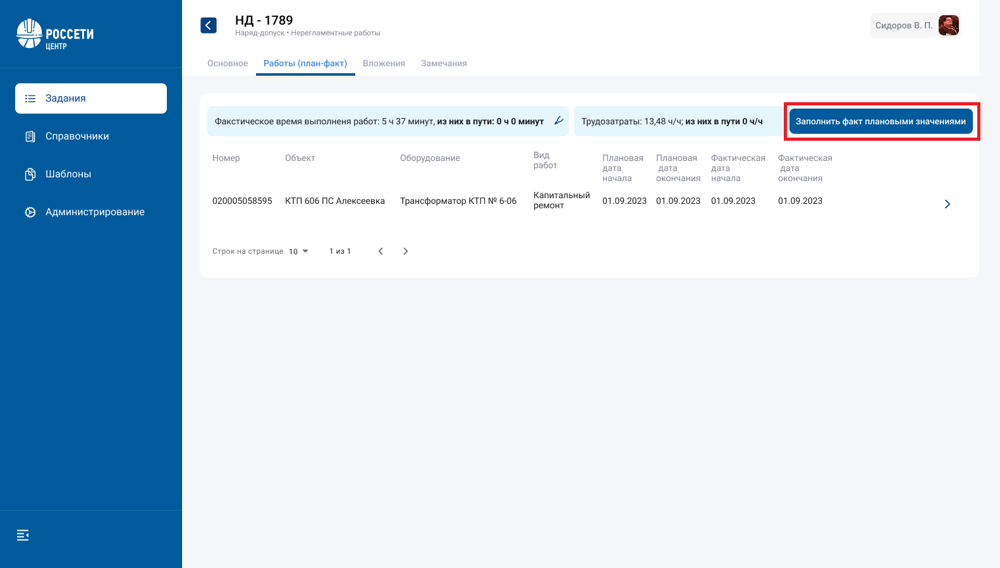 РОССЕТИ
ЦЕНТР
НД - 1789
Наряд-допуск • Нерегламентные работы
Сидоров В. П.
Основное Работы (план-факт) Вложения Замечания
Задания
Справочники
Шаблоны
Администрирование
Факстическое время выполненя работ: 5 ч 37 минут, из них в пути: 0 ч 0 минут
Трудозатраты: 13,48 ч/ч; из них в пути 0 ч/ч
Заполнить факт плановыми значениями
Номер
Объект
Оборудование
Вид
работ
Плановая
дата
начала
Плановая
дата
окончания
Фактическая
дата
начала
Фактическая
дата
окончания
020005058595
КТП 606 ПС Алексеевка
Трансформатор КТП № 6-06
Капитальный
ремонт
01.09.2023
01.09.2023
01.09.2023
01.09.2023
Строк на странице 10 1 из 1